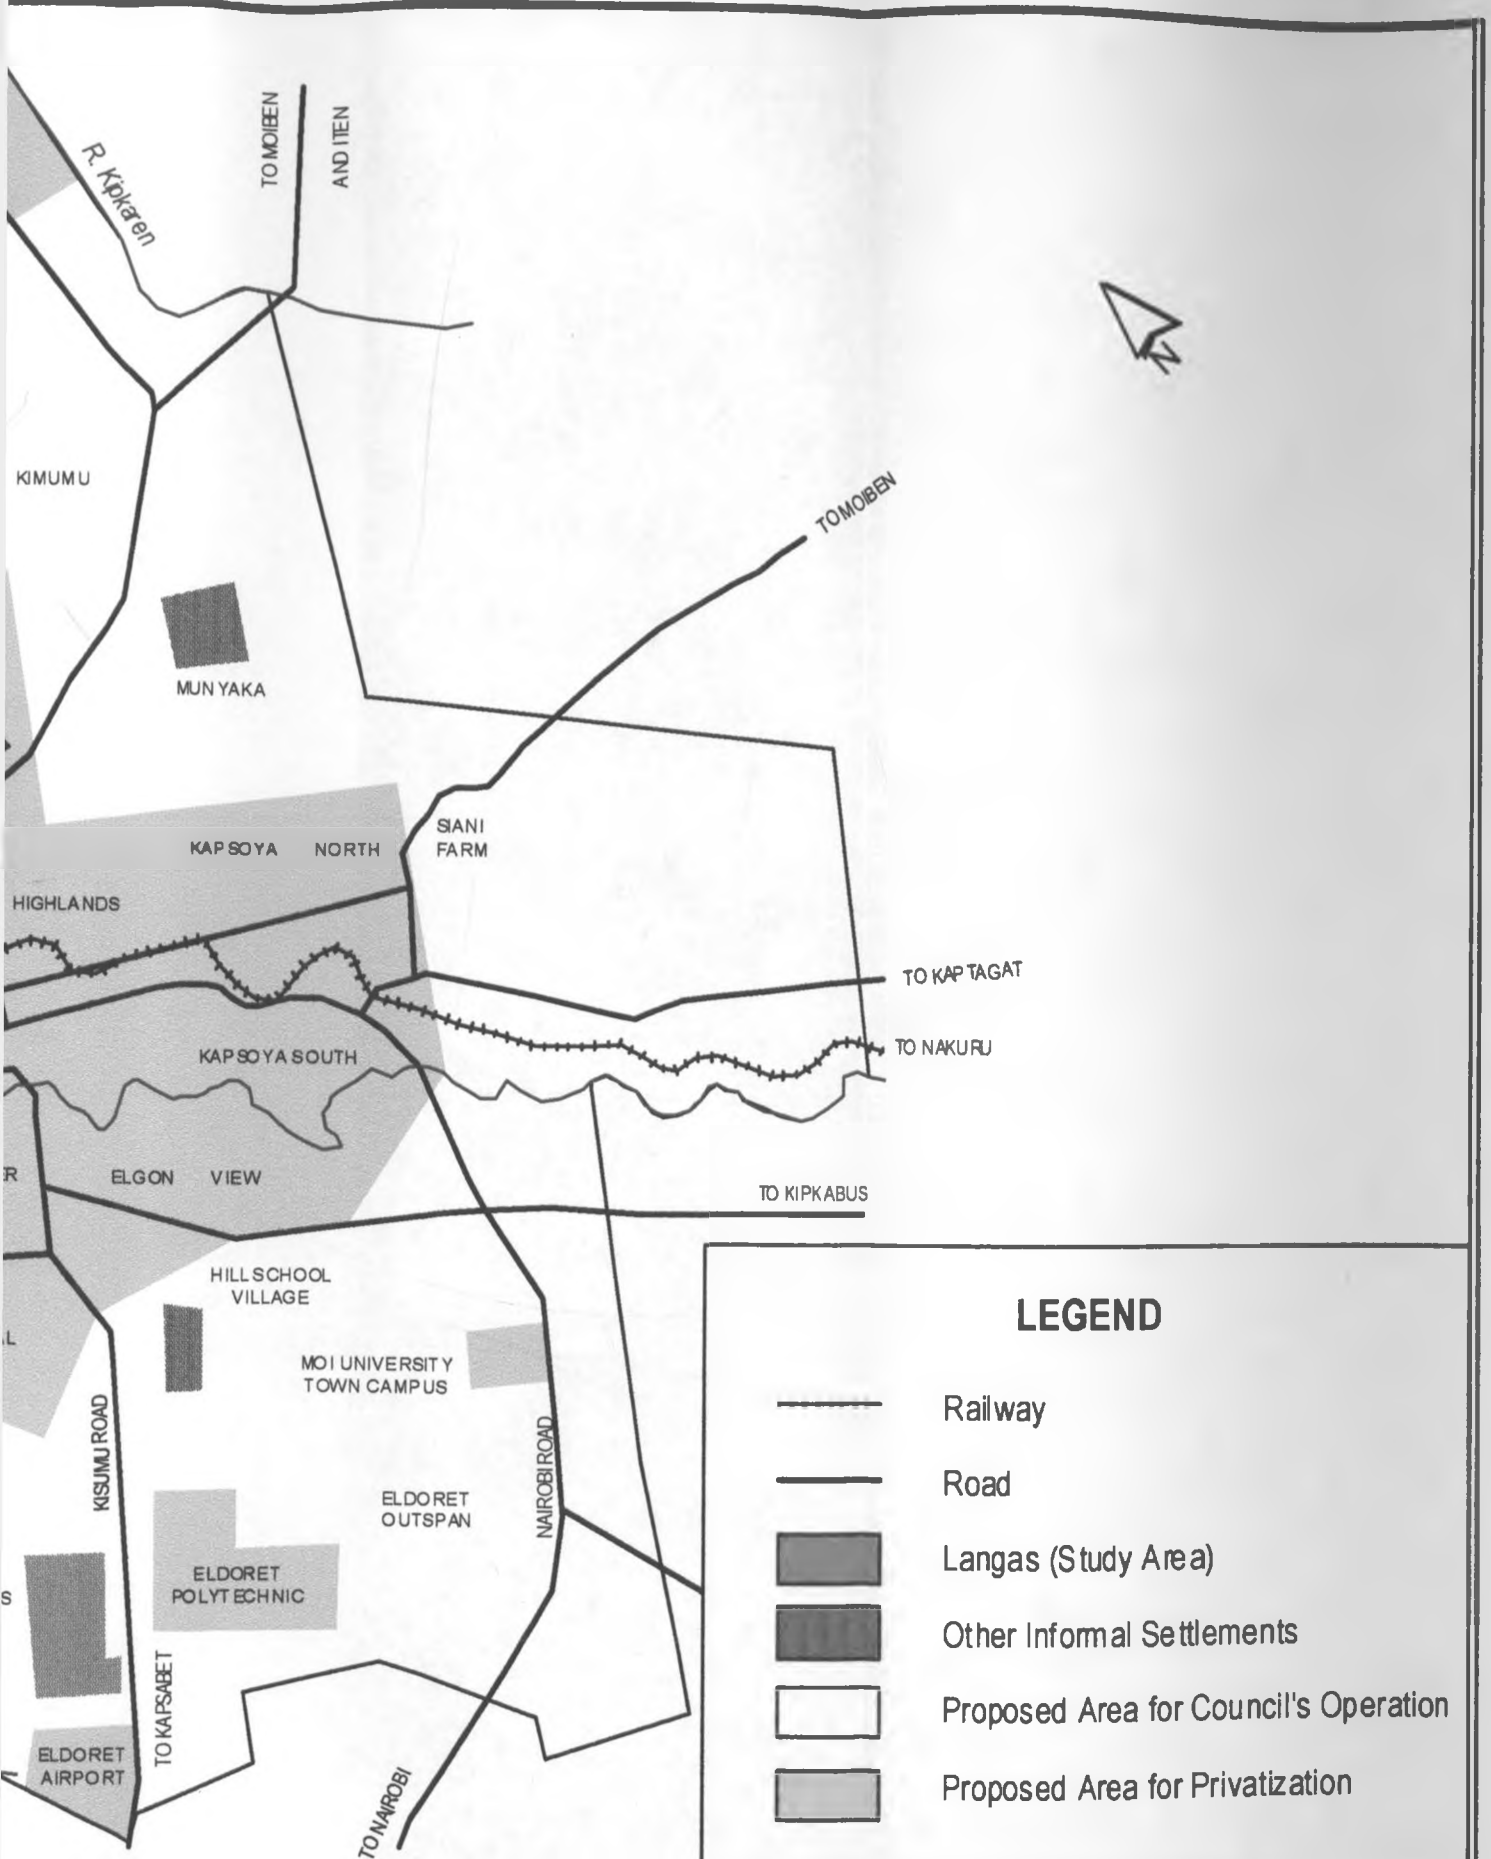 TO MOIBEN
AND ITEN
R. Kipkaren
KIMUMU
TO MOIBEN
MUNYAKA
SIANI
FARM
KAPSOYA NORTH
HIGHLANDS
TO KAPTAGAT
TO NAKURU
KAPSOYA SOUTH
ER
ELGON VIEW
TO KIPKABUS
HILL SCHOOL
VILLAGE
AL
MOI UNIVERSITY
TOWN CAMPUS
KISUMU ROAD
NAIROBI ROAD
ELDORET
OUTSPAN
ELDORET
POLYTECHNIC
S
TO KAPSABET
ELDORET
AIRPORT
TO NAIROBI
N
LEGEND
Railway
Road
Langas (Study Area)
Other Informal Settlements
Proposed Area for Council's Operation
Proposed Area for Privatization